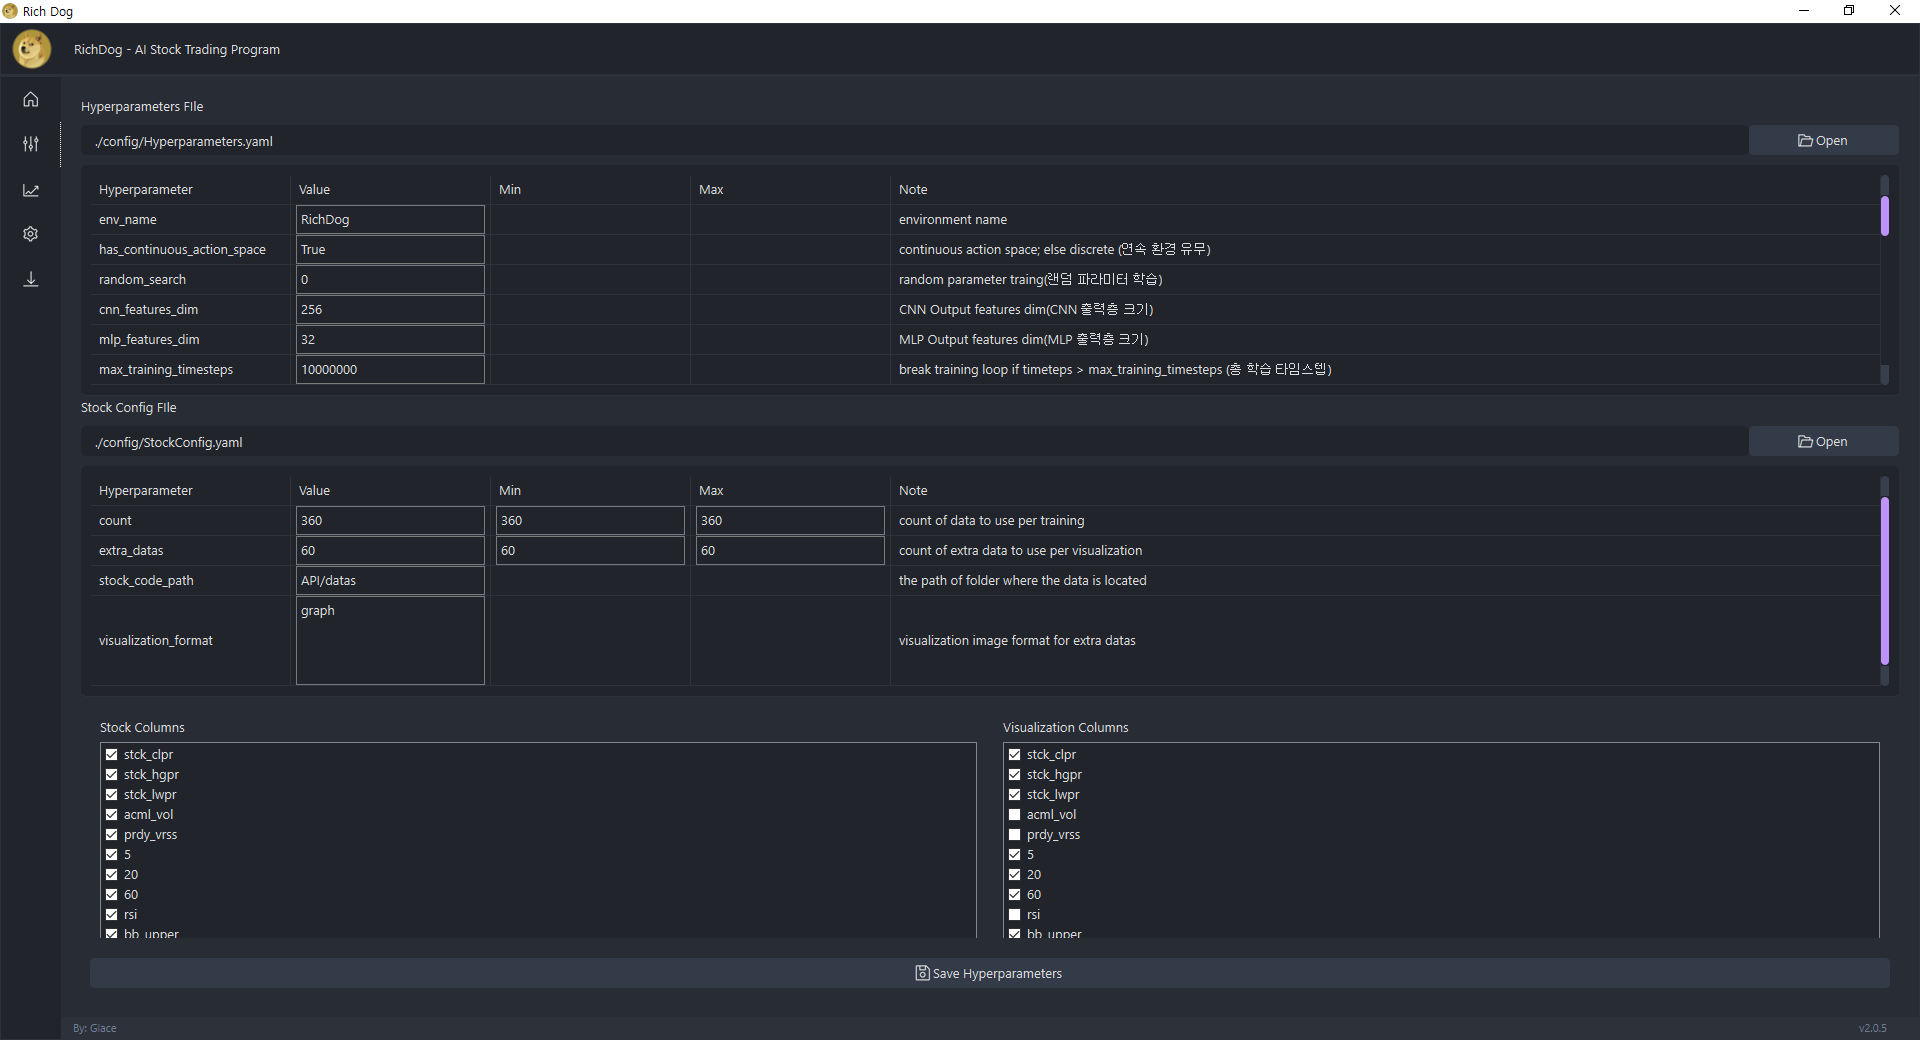 Rich Dog
RichDog - AI Stock Trading Program
Hyperparameters FIle
./config/Hyperparameters.yaml
Open
Hyperparameter Value Min Max Note
env_name RichDog environment name
has_continuous_action_space True continuous action space; else discrete (연속 환경 유무)
random_search 0 random parameter traing(랜덤 파라미터 학습)
cnn_features_dim 256 CNN Output features dim(CNN 출력층 크기)
mlp_features_dim 32 MLP Output features dim(MLP 출력층 크기)
max_training_timesteps 10000000 break training loop if timeteps > max_training_timesteps (총 학습 타임스텝)
Stock Config FIle
./config/StockConfig.yaml
Open
Hyperparameter Value Min Max Note
count 360 360 360 count of data to use per training
extra_datas 60 60 60 count of extra data to use per visualization
stock_code_path API/datas the path of folder where the data is located
graph
visualization_format visualization image format for extra datas
Stock Columns
stck_clpr
stck_hgpr
stck_lwpr
acml_vol
prdy_vrss
5
20
60
rsi
bb_upper
Visualization Columns
stck_clpr
stck_hgpr
stck_lwpr
acml_vol
prdy_vrss
5
20
60
rsi
bb_upper
Save Hyperparameters
By: Glace
v2.0.5